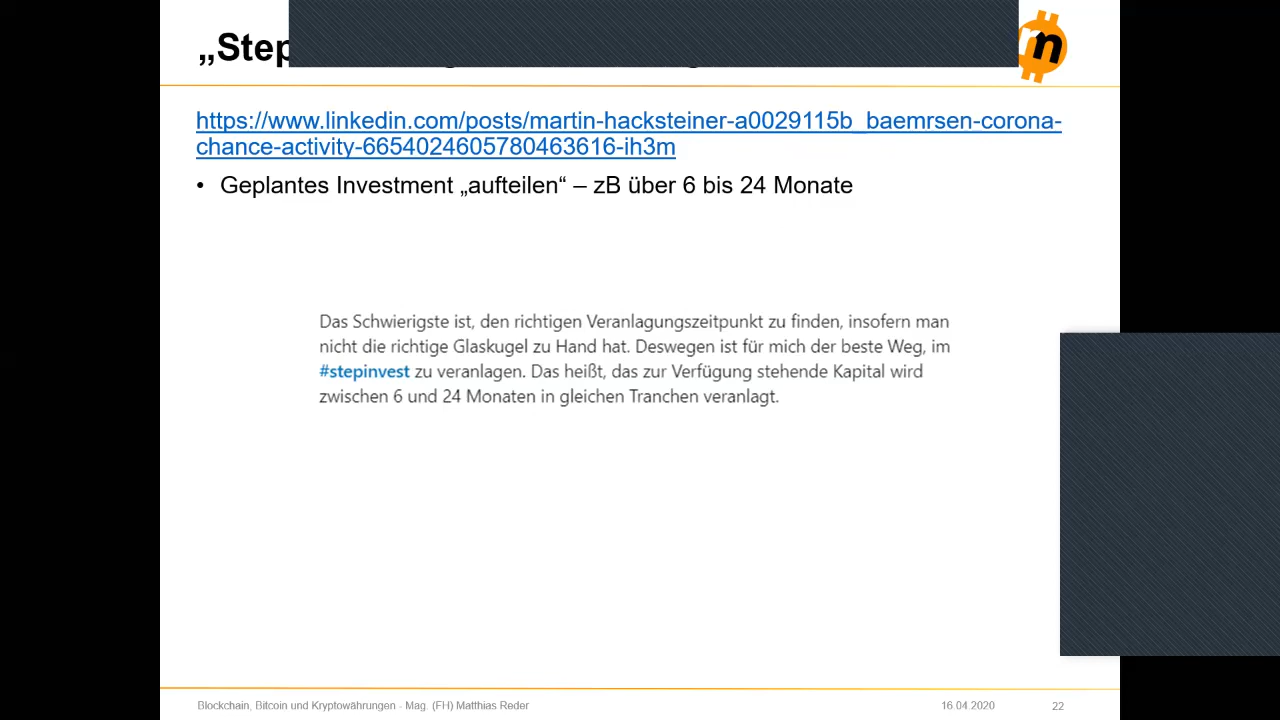 „Step
https://www.linkedin.com/posts/martin-hacksteiner-a0029115b_baemrsen-corona-
chance-activity-6654024605780463616-ih3m
• Geplantes Investment „aufteilen“ – zB über 6 bis 24 Monate
Das Schwierigste ist, den richtigen Veranlagungszeitpunkt zu finden, insofern man
nicht die richtige Glaskugel zu Hand hat. Deswegen ist für mich der beste Weg, im
#stepinvest zu veranlagen. Das heißt, das zur Verfügung stehende Kapital wird
zwischen 6 und 24 Monaten in gleichen Tranchen veranlagt.
Blockchain, Bitcoin und Kryptowährungen - Mag. (FH) Matthias Reder
16.04.2020
22